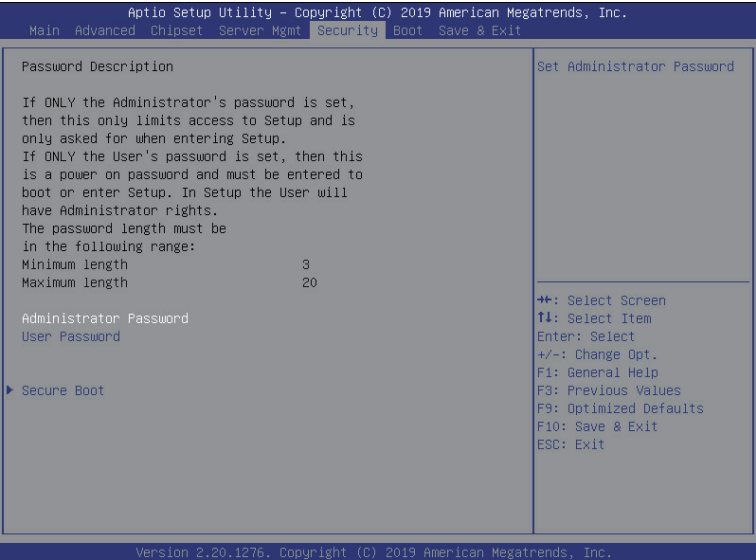 Aptio Setup Utility – Copyright (C) 2019 American Megatrends, Inc.
Main Advanced Chipset Server Mgmt Security Boot Save & Exit
Password Description
If ONLY the Administrator's password is set,
then this only limits access to Setup and is
only asked for when entering Setup.
If ONLY the User's password is set, then this
is a power on password and must be entered to
boot or enter Setup. In Setup the User will
have Administrator rights.
The password length must be
in the following range:
Minimum length 3
Maximum length 20
Administrator Password
User Password
Secure Boot
Set Administrator Password
→←: Select Screen
↑↓: Select Item
Enter: Select
+/-: Change Opt.
F1: General Help
F3: Previous Values
F9: Optimized Defaults
F10: Save & Exit
ESC: Exit
Version 2.20.1276. Copyright (C) 2019 American Megatrends, Inc.